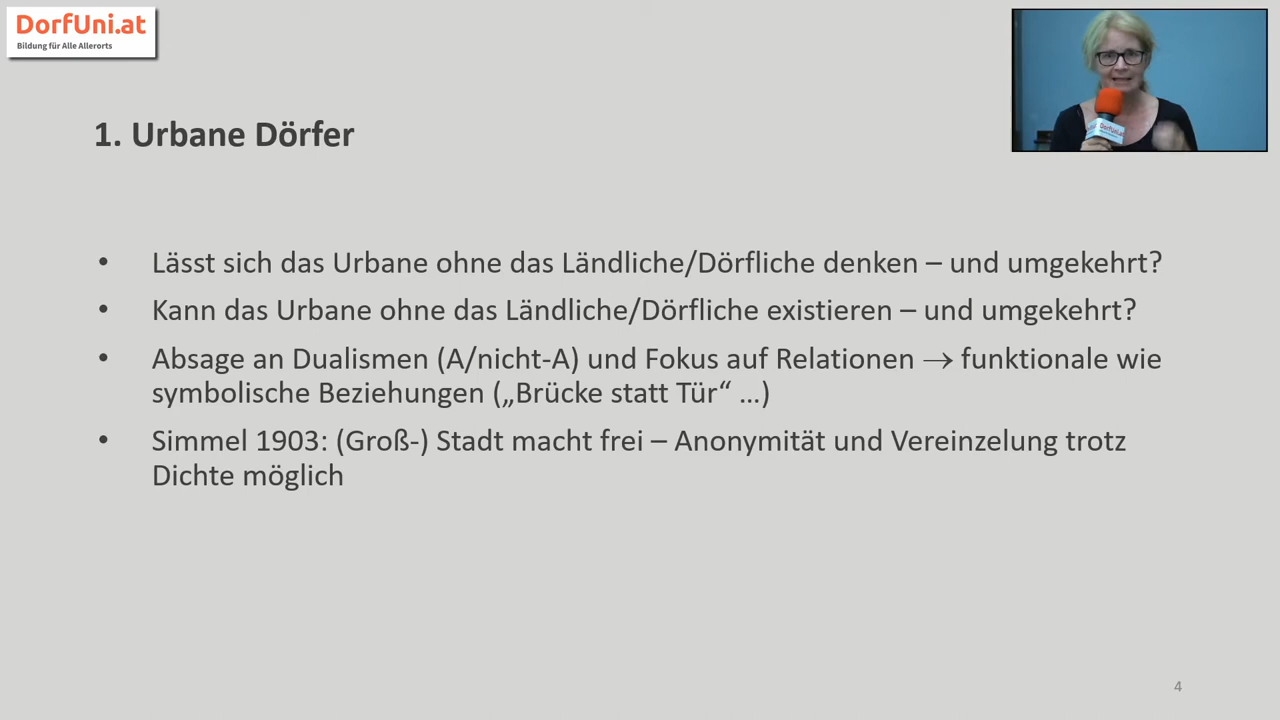 DorfUni.at
Bildung für Alle Allerorts
DorfUni.at
1. Urbane Dörfer
• Lässt sich das Urbane ohne das Ländliche/Dörfliche denken – und umgekehrt?
• Kann das Urbane ohne das Ländliche/Dörfliche existieren – und umgekehrt?
• Absage an Dualismen (A/nicht-A) und Fokus auf Relationen → funktionale wie
symbolische Beziehungen („Brücke statt Tür“ …)
• Simmel 1903: (Groß-) Stadt macht frei – Anonymität und Vereinzelung trotz
Dichte möglich
4